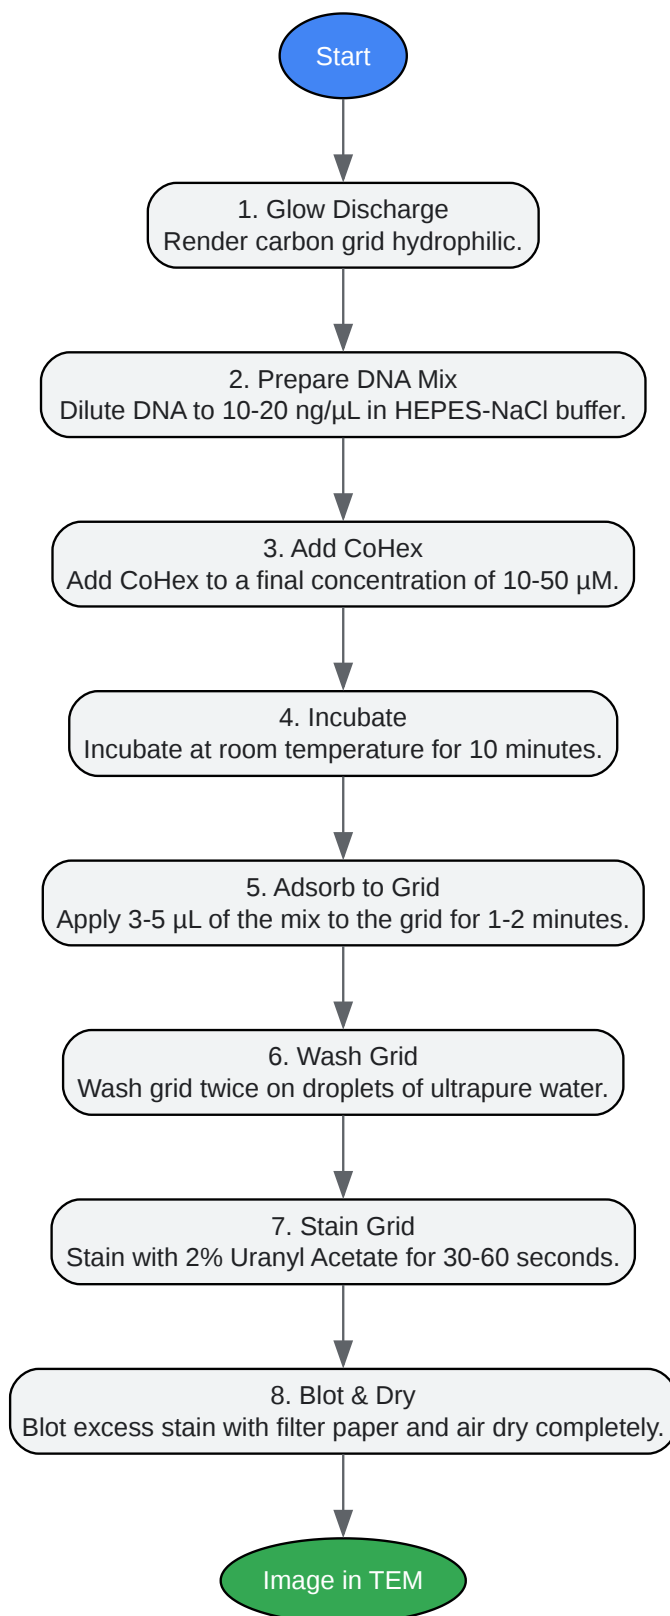 Start
1. Glow Discharge
Render carbon grid hydrophilic.
2. Prepare DNA Mix
Dilute DNA to 10-20 ng/µL in HEPES-NaCl buffer.
3. Add CoHex
Add CoHex to a final concentration of 10-50 µM.
4. Incubate
Incubate at room temperature for 10 minutes.
5. Adsorb to Grid
Apply 3-5 µL of the mix to the grid for 1-2 minutes.
6. Wash Grid
Wash grid twice on droplets of ultrapure water.
7. Stain Grid
Stain with 2% Uranyl Acetate for 30-60 seconds.
8. Blot & Dry
Blot excess stain with filter paper and air dry completely.
Image in TEM